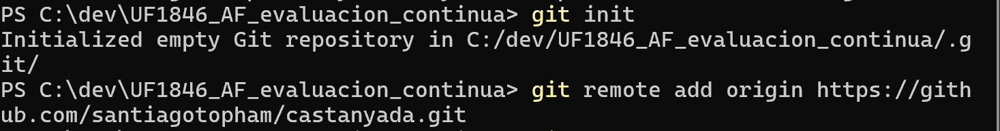 PS C:\dev\UF1846_AF_evaluacion_continua> git init
Initialized empty Git repository in C:/dev/UF1846_AF_evaluacion_continua/.g
it/
PS C:\dev\UF1846_AF_evaluacion_continua> git remote add origin https://gith
ub.com/santiagotopham/castanyada.git